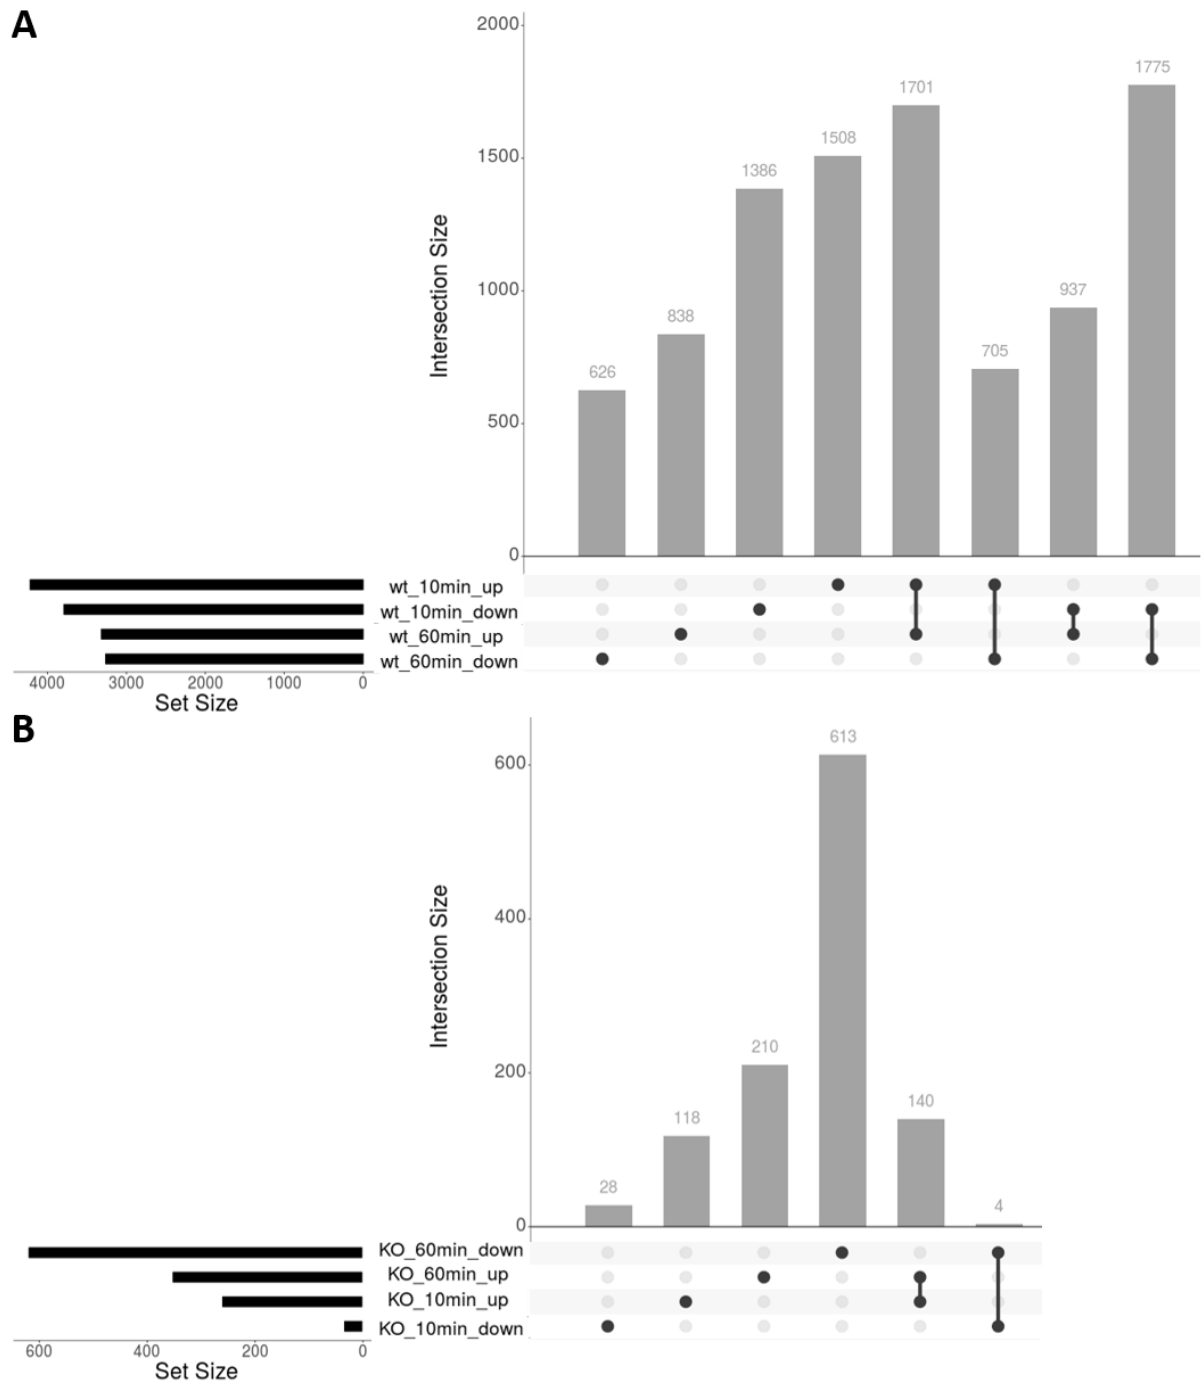 A
2000
1775
1701
1508
1500
1386
Intersection Size
1000
937
838
705
626
500
0
wt_10min_up
wt_10min_down
wt_60min_up
wt_60min_down
4000 3000 2000 1000 0
Set Size
B
613
600
Intersection Size
400
210
200
140
118
28
4
0
KO_60min_down
KO_60min_up
KO_10min_up
KO_10min_down
600 400 200 0
Set Size